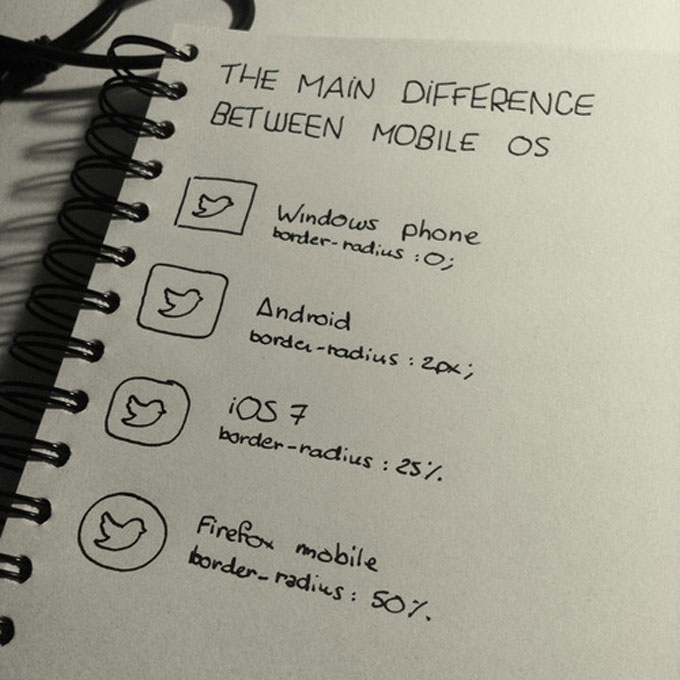 THE MAIN DIFFERENCE
BETWEEN MOBILE OS
Windows phone
border-radius : 0;
Android
border-radius : 2px;
iOS 7
border-radius : 25%.
Firefox mobile
border-radius : 50%.